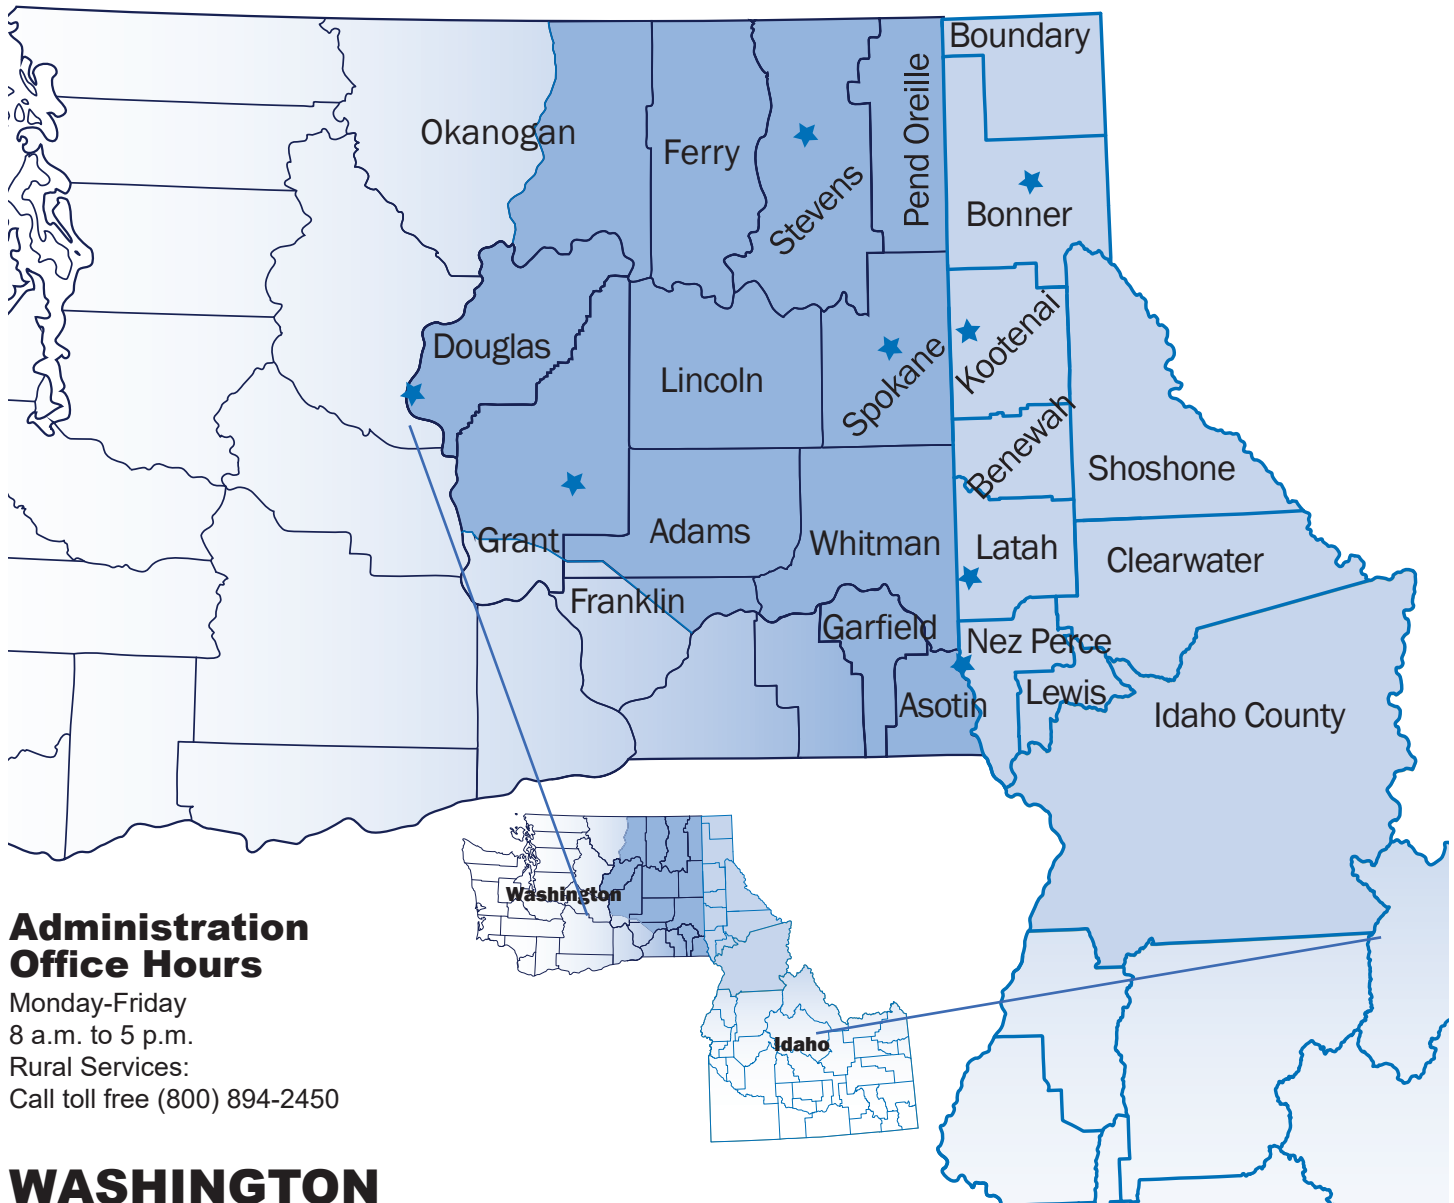 Boundary
Okanogan
Ferry
Stevens
Pend Oreille
Bonner
Douglas
Lincoln
Spokane
Kootenai
Benewah
Shoshone
Grant
Adams
Whitman
Latah
Clearwater
Franklin
Garfield
Nez Perce
Asotin
Lewis
Idaho County
Washington
Idaho
Administration
Office Hours
Monday-Friday
8 a.m. to 5 p.m.
Rural Services:
Call toll free (800) 894-2450
WASHINGTON